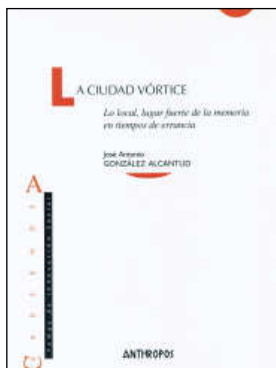 LA CIUDAD VÓRTICE
Lo local, lugar fuerte de la memoria
en tiempos de errancia
José Antonio
GONZÁLEZ ALCANTUD
A
ANTHROPOS